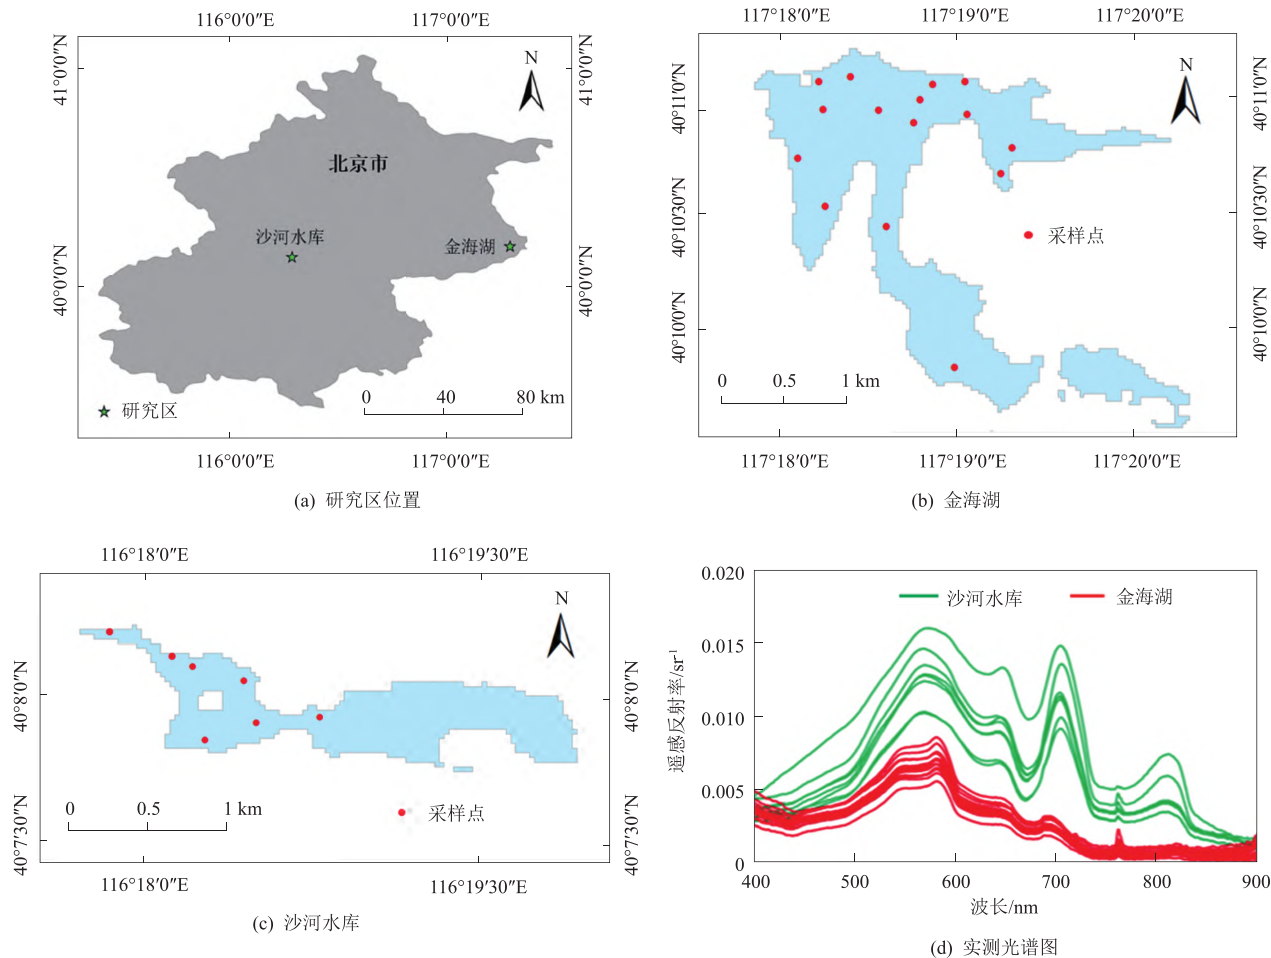 116°0′0″E 117°0′0″E
41°0′0″N
41°0′0″N
N
北京市
沙河水库
金海湖
40°0′0″N
40°0′0″N
0 40 80 km
研究区
116°0′0″E 117°0′0″E
(a) 研究区位置
117°18′0″E 117°19′0″E 117°20′0″E
N
40°11′0″N
40°11′0″N
40°10′30″N
40°10′30″N
采样点
40°10′0″N
40°10′0″N
0 0.5 1 km
117°18′0″E 117°19′0″E 117°20′0″E
(b) 金海湖
116°18′0″E 116°19′30″E
N
40°8′0″N
40°8′0″N
0 0.5 1 km
采样点
40°7′30″N
40°7′30″N
116°18′0″E 116°19′30″E
(c) 沙河水库
0.020
沙河水库 金海湖
0.015
0.010
0.005
0
遥感反射率/sr⁻¹
400 500 600 700 800 900
波长/nm
(d) 实测光谱图